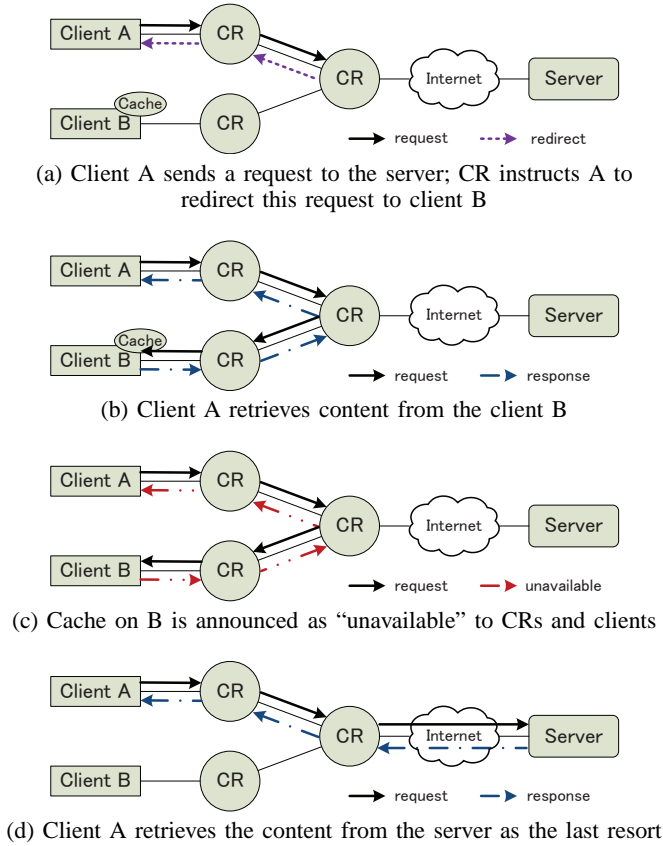 Client A
CR
CR
Internet
Server
Cache
Client B
CR
request
redirect
(a) Client A sends a request to the server; CR instructs A to
redirect this request to client B
Client A
CR
CR
Internet
Server
Cache
Client B
CR
request
response
(b) Client A retrieves content from the client B
Client A
CR
CR
Internet
Server
Client B
CR
request
unavailable
(c) Cache on B is announced as “unavailable” to CRs and clients
Client A
CR
CR
Internet
Server
Client B
CR
request
response
(d) Client A retrieves the content from the server as the last resort